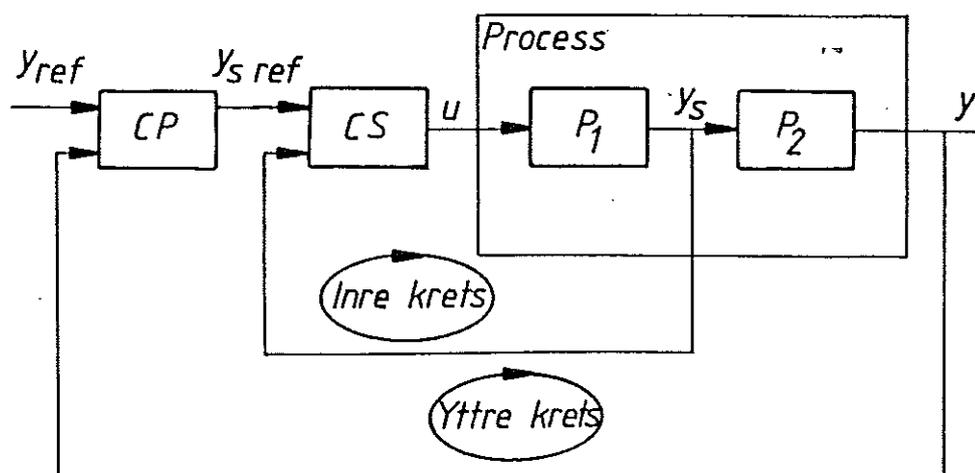 Process
y_ref
y_s ref
CP
CS
u
P_1
y_s
P_2
y
Inre krets
Yttre krets